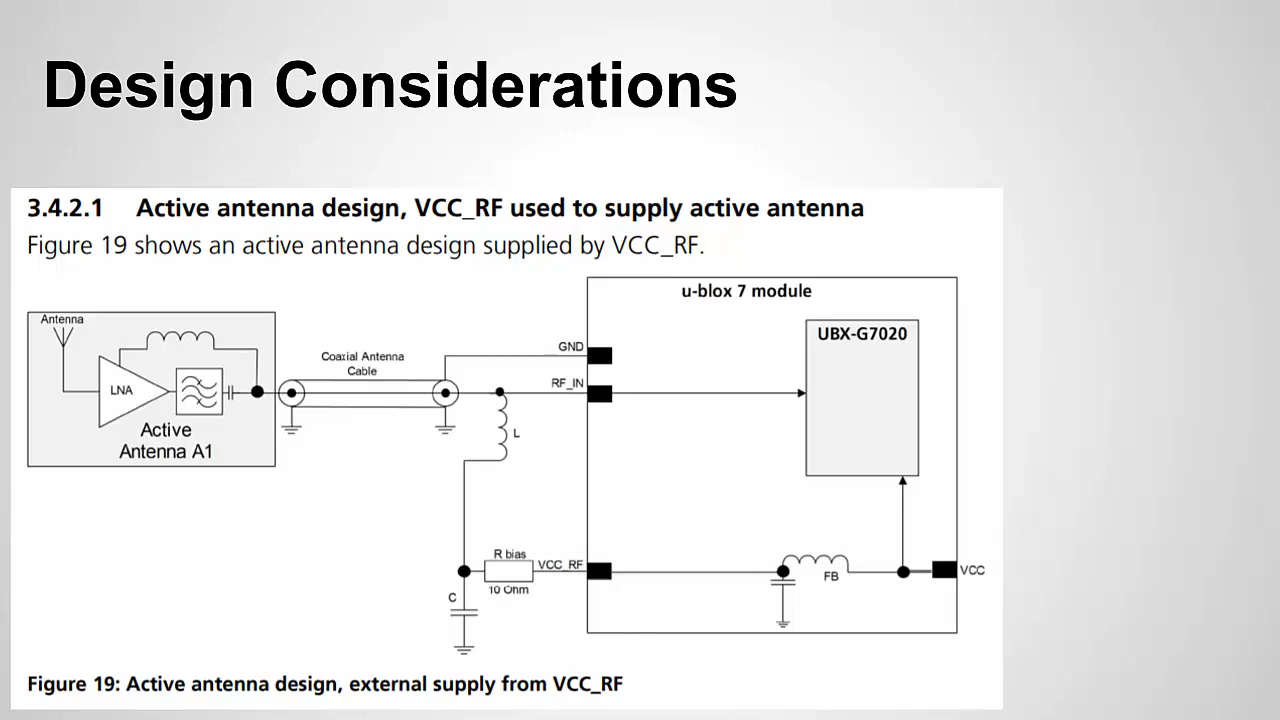 Design Considerations
3.4.2.1 Active antenna design, VCC_RF used to supply active antenna
Figure 19 shows an active antenna design supplied by VCC_RF.
u-blox 7 module
Antenna
UBX-G7020
GND
Coaxial Antenna
Cable
RF_IN
LNA
Active
Antenna A1
L
R bias
VCC_RF
10 Ohm
FB
VCC
C
Figure 19: Active antenna design, external supply from VCC_RF